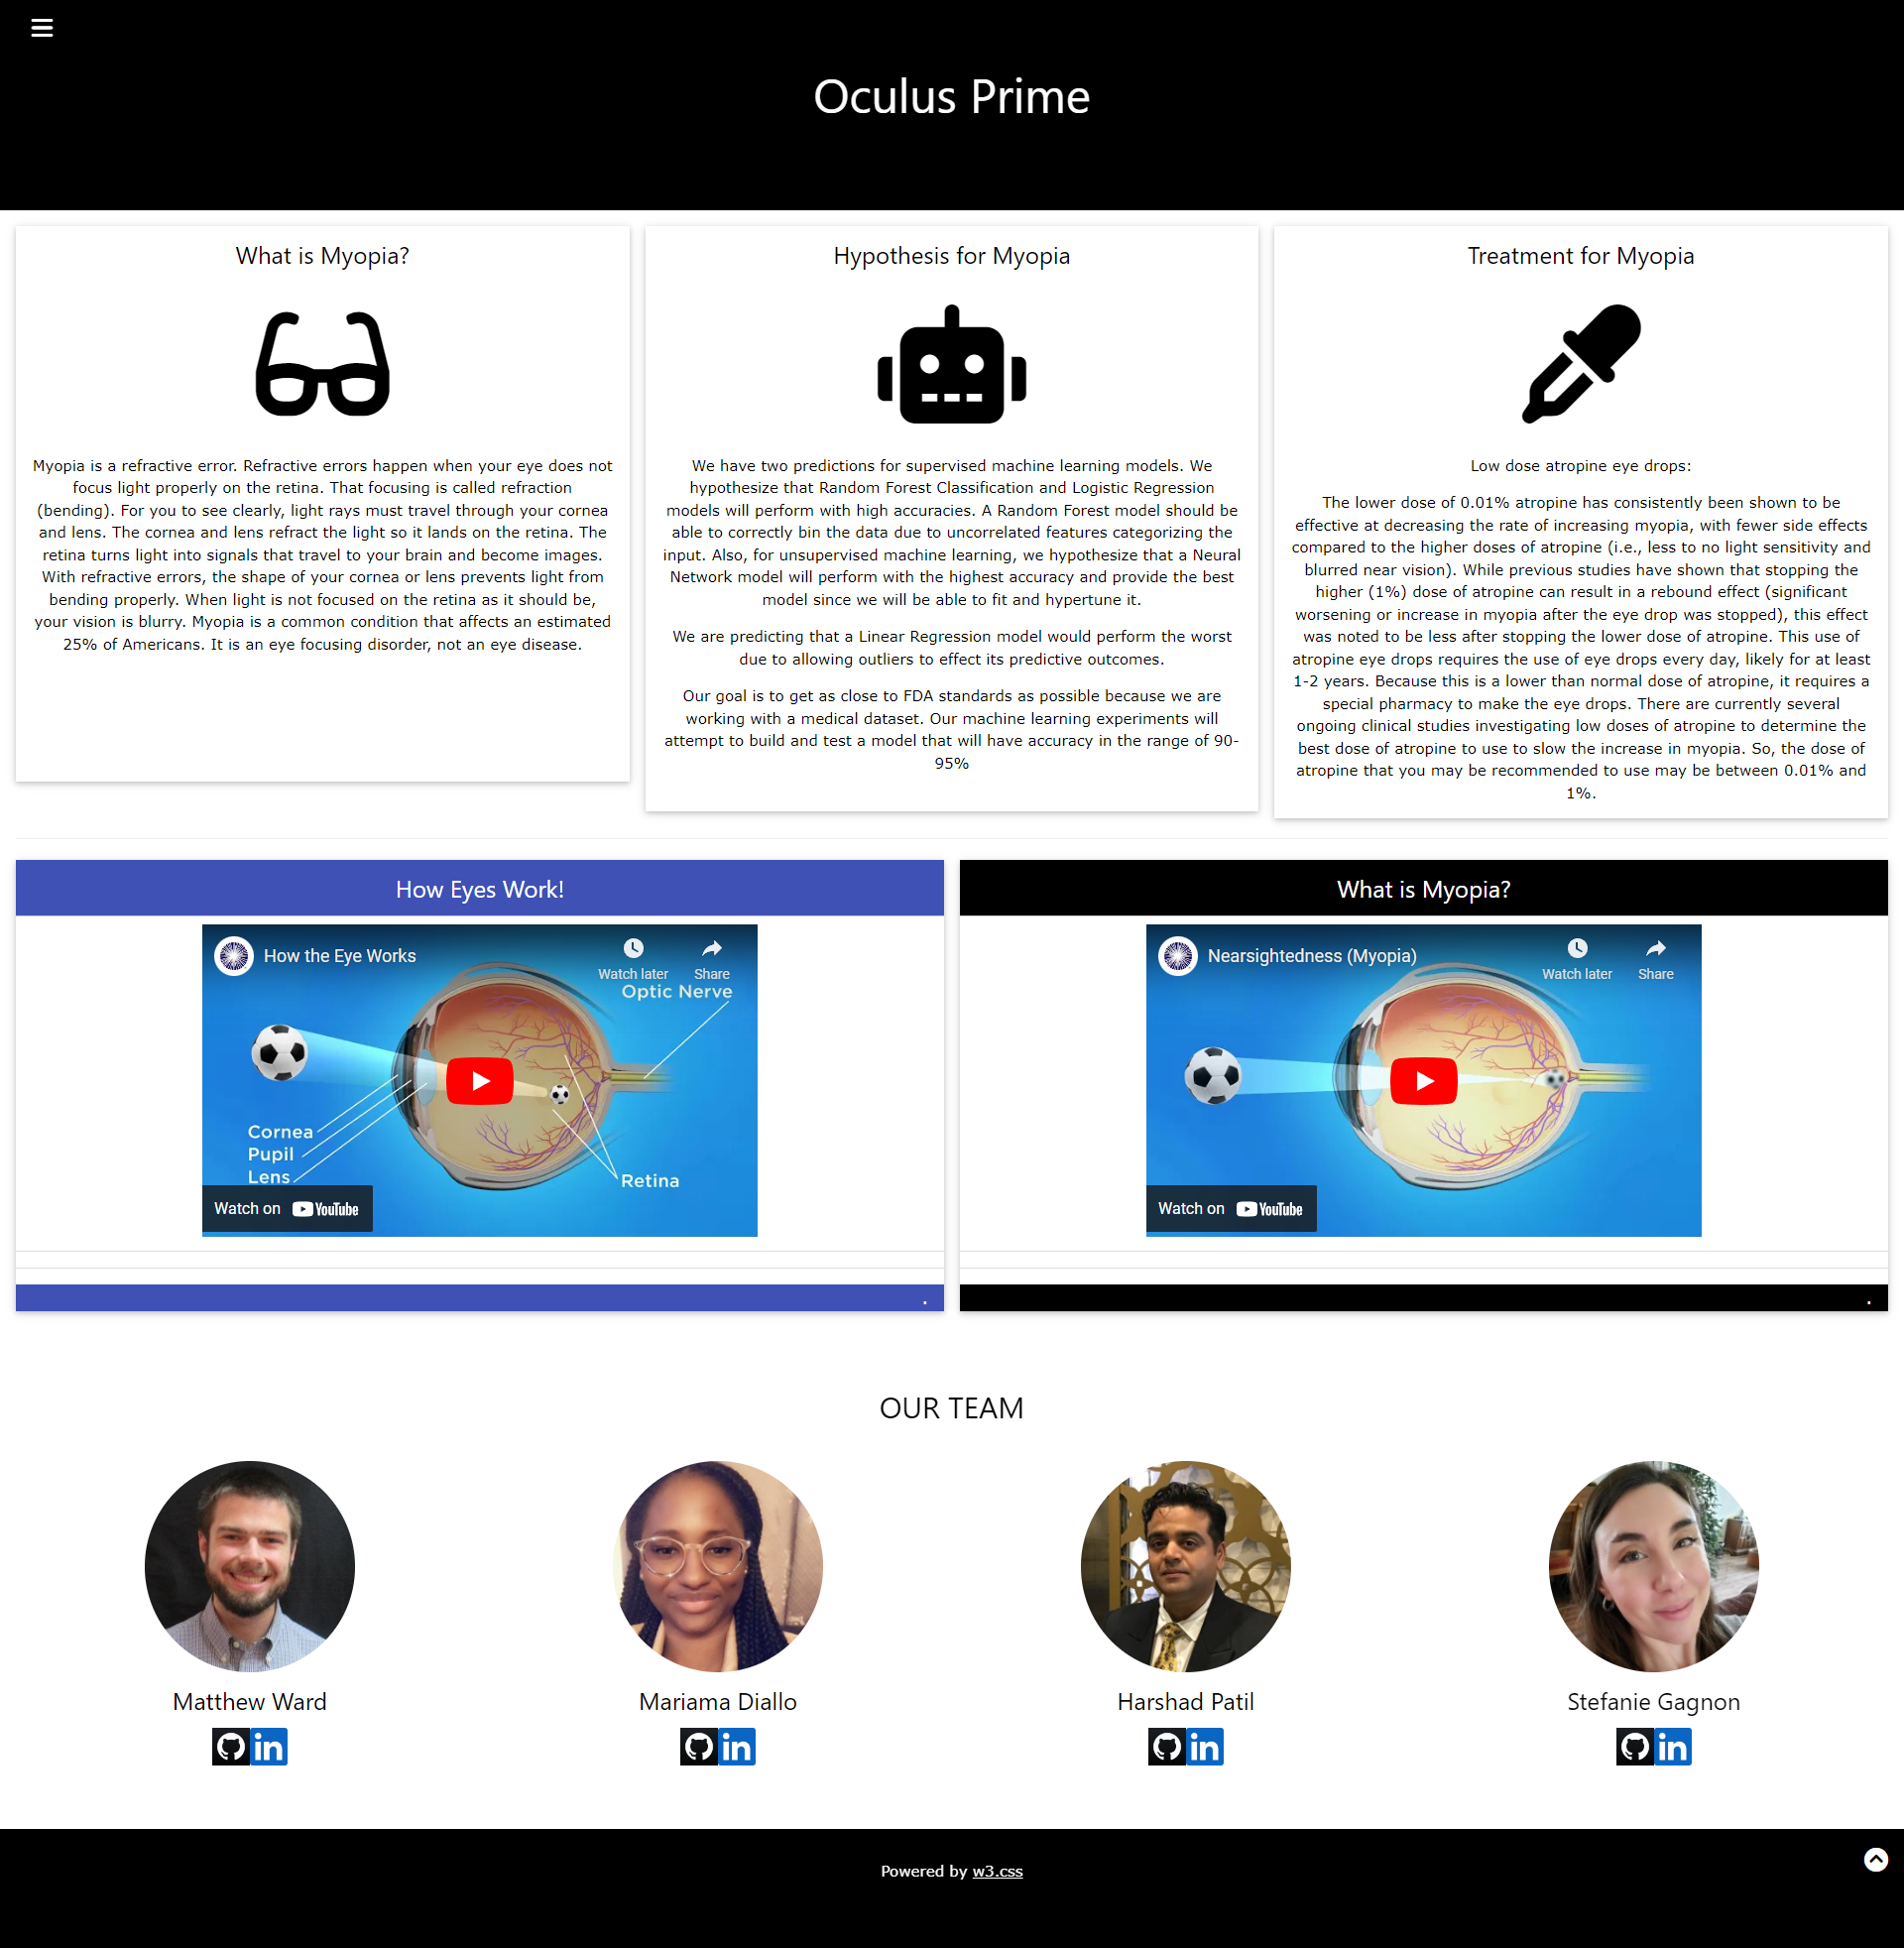 Oculus Prime
What is Myopia?
Myopia is a refractive error. Refractive errors happen when your eye does not
focus light properly on the retina. That focusing is called refraction
(bending). For you to see clearly, light rays must travel through your cornea
and lens. The cornea and lens refract the light so it lands on the retina. The
retina turns light into signals that travel to your brain and become images.
With refractive errors, the shape of your cornea or lens prevents light from
bending properly. When light is not focused on the retina as it should be,
your vision is blurry. Myopia is a common condition that affects an estimated
25% of Americans. It is an eye focusing disorder, not an eye disease.
Hypothesis for Myopia
We have two predictions for supervised machine learning models. We
hypothesize that Random Forest Classification and Logistic Regression
models will perform with high accuracies. A Random Forest model should be
able to correctly bin the data due to uncorrelated features categorizing the
input. Also, for unsupervised machine learning, we hypothesize that a Neural
Network model will perform with the highest accuracy and provide the best
model since we will be able to fit and hypertune it.
We are predicting that a Linear Regression model would perform the worst
due to allowing outliers to effect its predictive outcomes.
Our goal is to get as close to FDA standards as possible because we are
working with a medical dataset. Our machine learning experiments will
attempt to build and test a model that will have accuracy in the range of 90-
95%
Treatment for Myopia
Low dose atropine eye drops:
The lower dose of 0.01% atropine has consistently been shown to be
effective at decreasing the rate of increasing myopia, with fewer side effects
compared to the higher doses of atropine (i.e., less to no light sensitivity and
blurred near vision). While previous studies have shown that stopping the
higher (1%) dose of atropine can result in a rebound effect (significant
worsening or increase in myopia after the eye drop was stopped), this effect
was noted to be less after stopping the lower dose of atropine. This use of
atropine eye drops requires the use of eye drops every day, likely for at least
1-2 years. Because this is a lower than normal dose of atropine, it requires a
special pharmacy to make the eye drops. There are currently several
ongoing clinical studies investigating low doses of atropine to determine the
best dose of atropine to use to slow the increase in myopia. So, the dose of
atropine that you may be recommended to use may be between 0.01% and
1%.
How Eyes Work!
How the Eye Works
Watch later
Share
Optic Nerve
Cornea
Pupil
Lens
Retina
Watch on YouTube
.
What is Myopia?
Nearsightedness (Myopia)
Watch later
Share
Watch on YouTube
.
OUR TEAM
Matthew Ward
in
Mariama Diallo
in
Harshad Patil
in
Stefanie Gagnon
in
Powered by w3.css